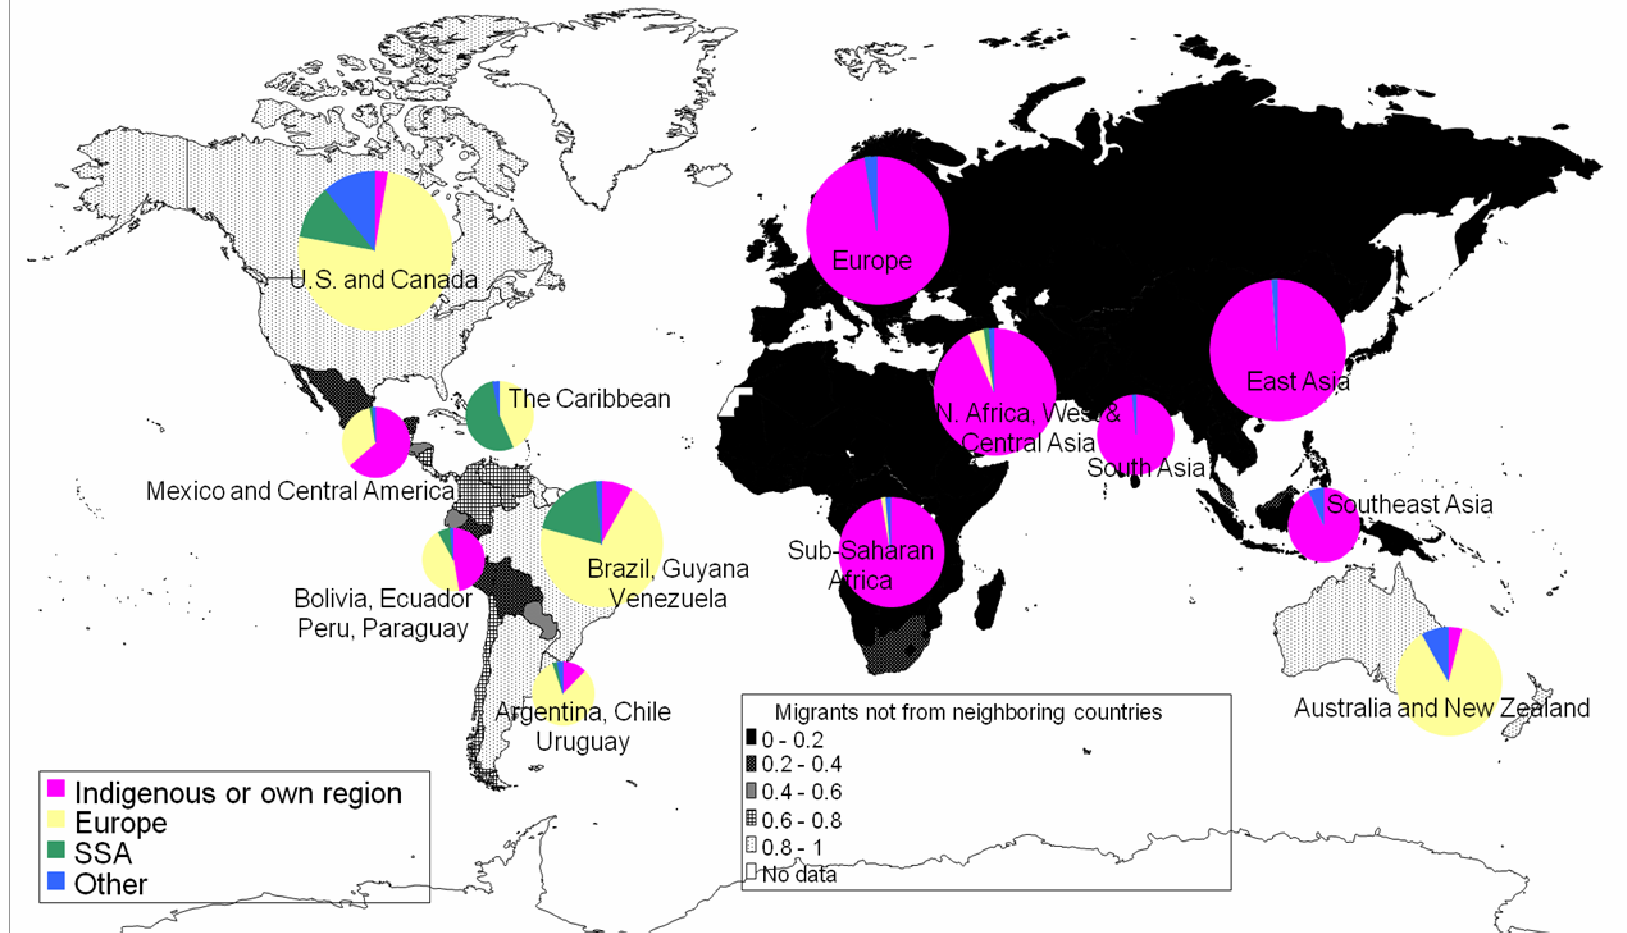 U.S. and Canada
Europe
East Asia
The Caribbean
N. Africa, West &
Central Asia
South Asia
Mexico and Central America
Southeast Asia
Sub-Saharan
Africa
Brazil, Guyana
Venezuela
Bolivia, Ecuador
Peru, Paraguay
Argentina, Chile
Uruguay
Australia and New Zealand
Migrants not from neighboring countries
0 - 0.2
0.2 - 0.4
0.4 - 0.6
0.6 - 0.8
0.8 - 1
No data
Indigenous or own region
Europe
SSA
Other